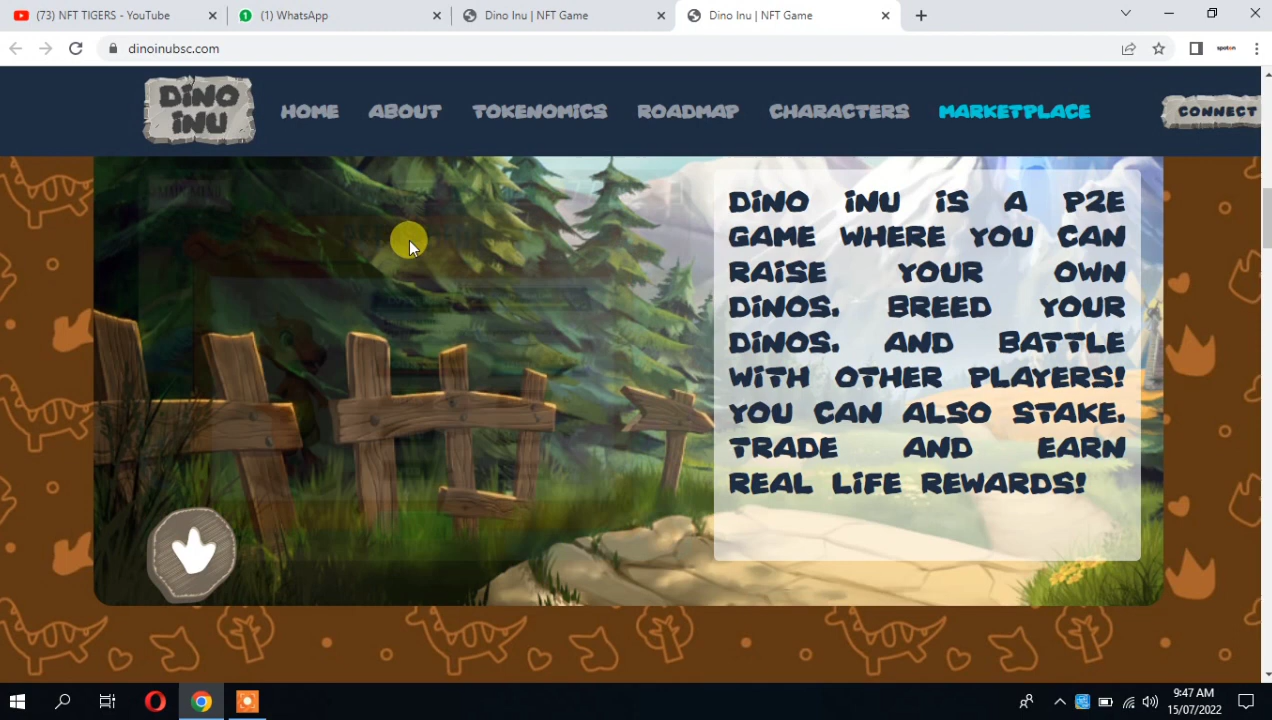 (73) NFT TIGERS - YouTube
(1) WhatsApp
Dino Inu | NFT Game
Dino Inu | NFT Game
dinoinubsc.com
spoton
DINO
INU
HOME
ABOUT
TOKENOMICS
ROADMAP
CHARACTERS
MARKETPLACE
CONNECT
DINO INU IS A P2E
GAME WHERE YOU CAN
RAISE YOUR OWN
DINOS. BREED YOUR
DINOS. AND BATTLE
WITH OTHER PLAYERS!
YOU CAN ALSO STAKE.
TRADE AND EARN
REAL LIFE REWARDS!
9:47 AM
15/07/2022